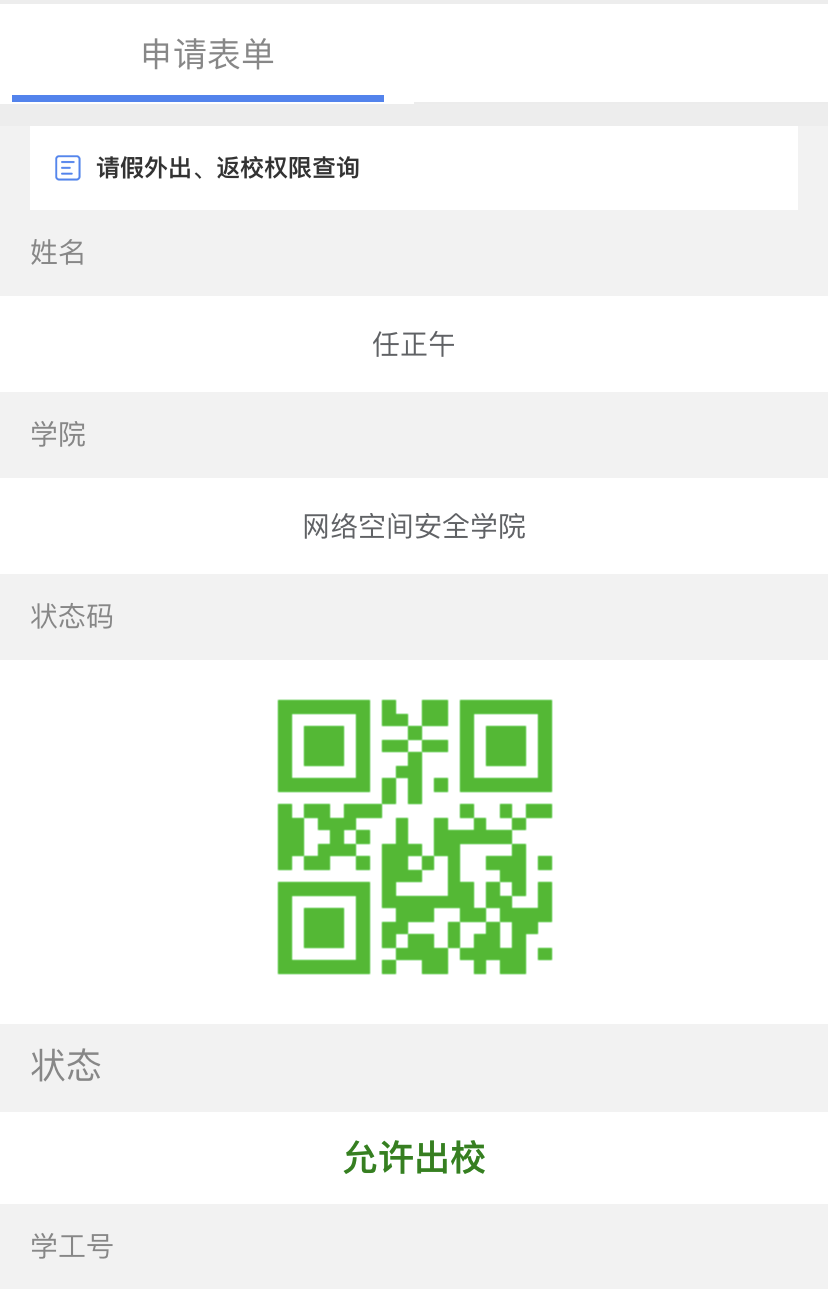 申请表单
请假外出、返校权限查询
姓名
任正午
学院
网络空间安全学院
状态码
状态
允许出校
学工号